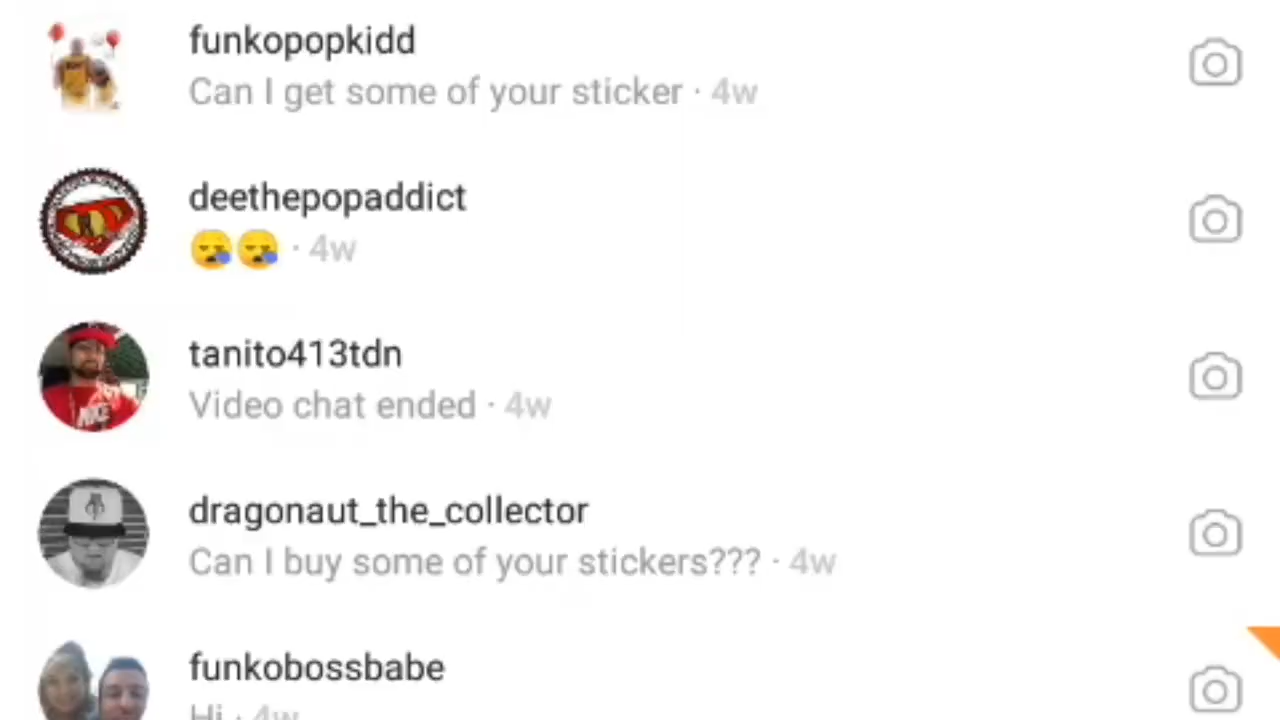 funkopopkidd
Can I get some of your sticker · 4w
deethepopaddict
😪😪 · 4w
tanito413tdn
Video chat ended · 4w
NIKE
dragonaut_the_collector
Can I buy some of your stickers??? · 4w
funkobossbabe
Hi · 4w